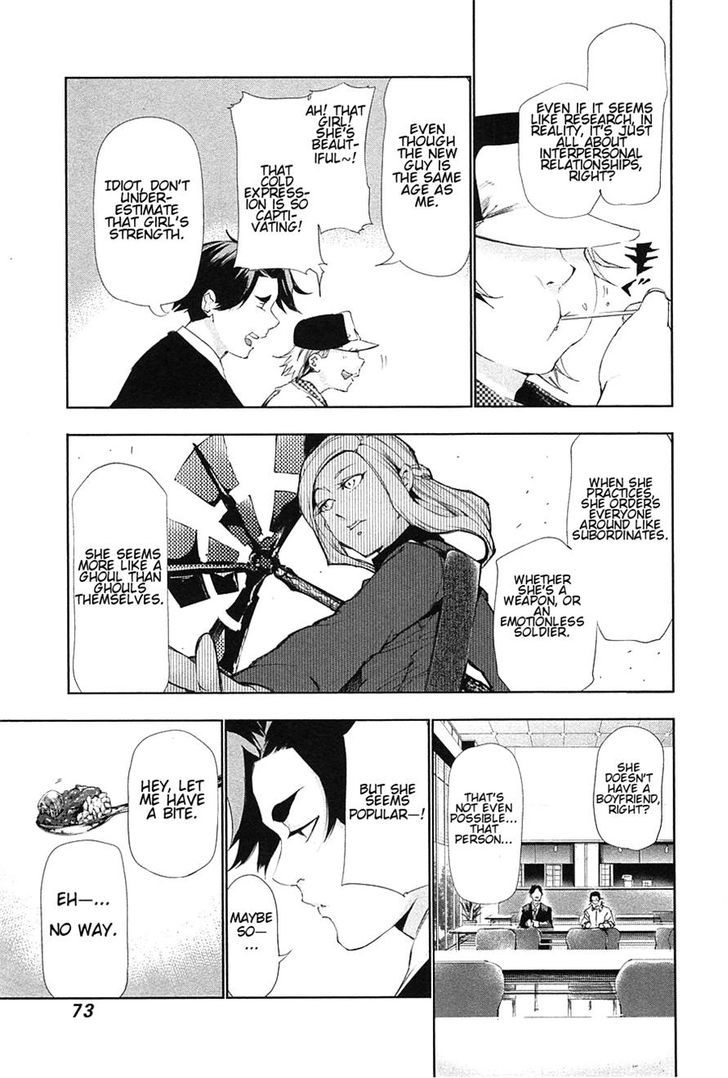 EVEN IF IT SEEMS
LIKE RESEARCH, IN
REALITY, IT'S JUST
ALL ABOUT
INTERPERSONAL
RELATIONSHIPS,
RIGHT?
EVEN
THOUGH
THE NEW
GUY IS THE
SAME
AGE AS
ME.
AH! THAT
GIRL!
SHE'S
BEAUT-
IFUL~!
THAT
COLD
EXPRESS-
ION IS SO
CAPTI-
VATING!
IDIOT, DON'T
UNDER-
ESTIMATE
THAT GIRL'S
STRENGTH.
WHEN SHE
PRACTICES,
SHE ORDERS
EVERYONE
AROUND LIKE
SUBORDINATES.
WHETHER
SHE'S A
WEAPON, OR
AN
EMOTIONLESS
SOLDIER.
SHE SEEMS
MORE LIKE A
GHOUL THAN
GHOULS
THEMSELVES.
SHE
DOESN'T
HAVE A
BOYFRIEND,
RIGHT?
THAT'S
NOT EVEN
POSSIBLE...
THAT
PERSON...
BUT SHE
SEEMS
POPULAR—!
MAYBE
SO—
...
HEY, LET
ME HAVE
A BITE.
EH—...
NO WAY.
73